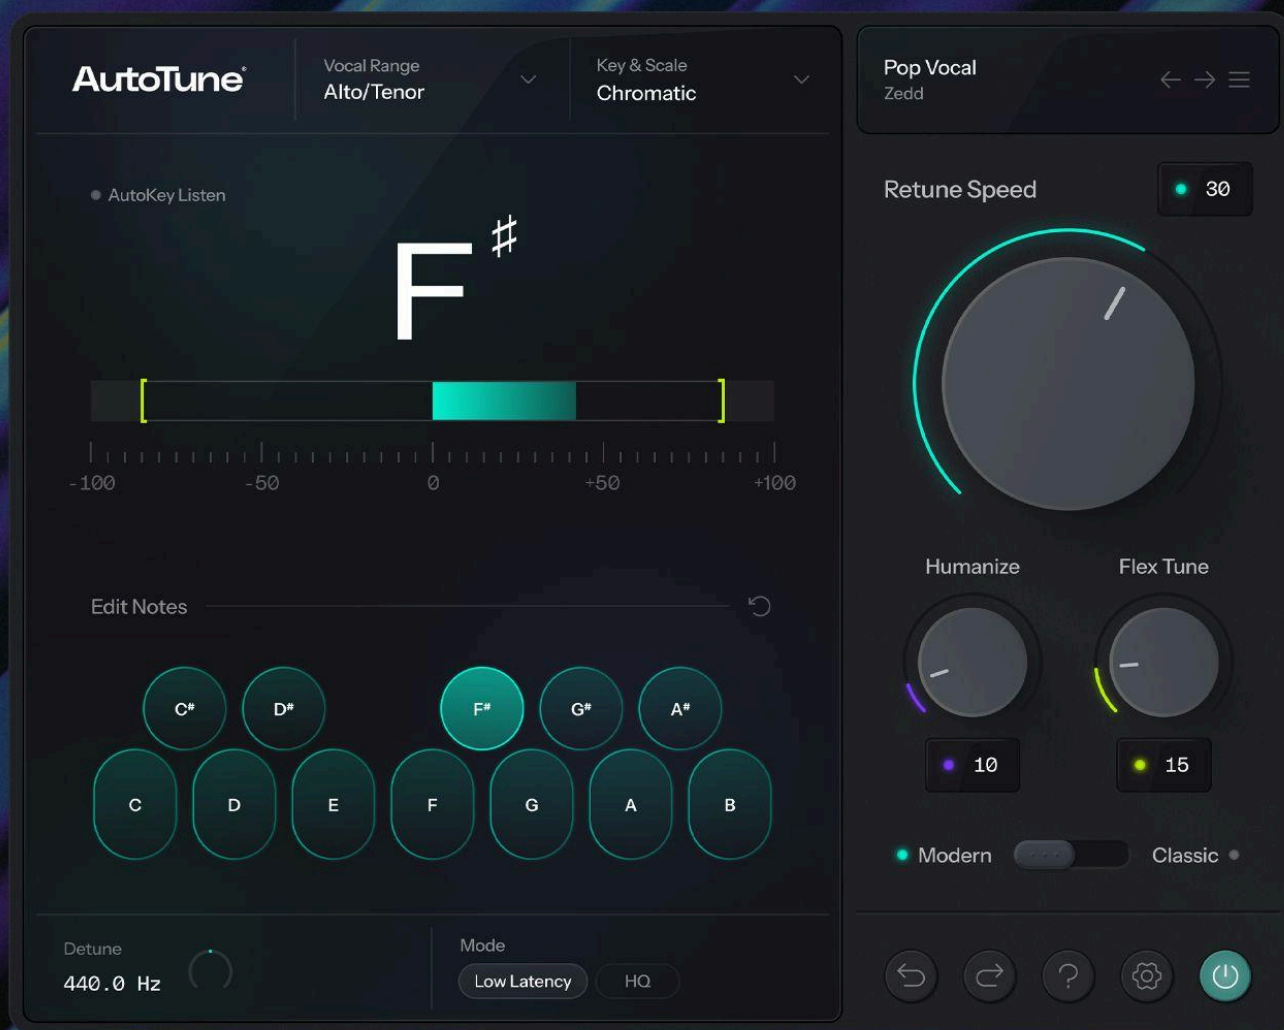 AutoTune®
Vocal Range
Alto/Tenor
Key & Scale
Chromatic
Pop Vocal
Zedd
AutoKey Listen
F♯
-100 -50 0 +50 +100
Retune Speed
30
Humanize
10
Flex Tune
15
Modern
Classic
Edit Notes
C# D# F# G# A#
C D E F G A B
Detune
440.0 Hz
Mode
Low Latency
HQ
?